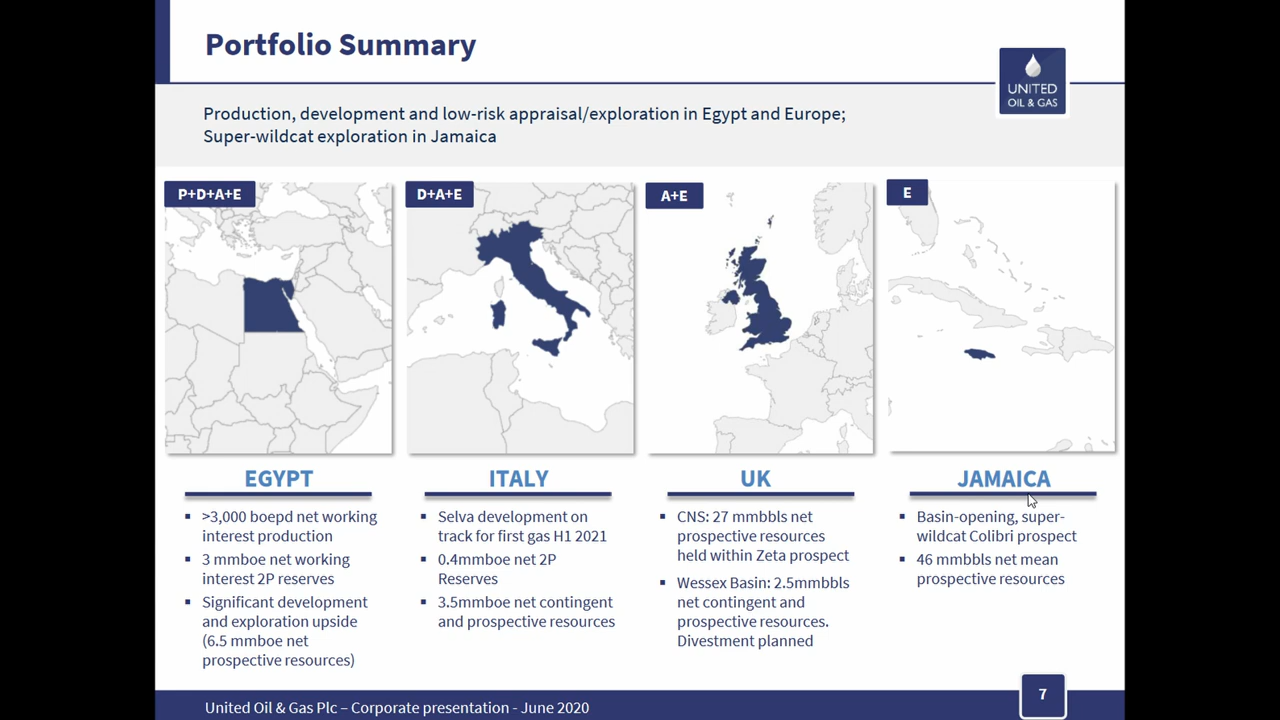 Portfolio Summary
UNITED
OIL & GAS
Production, development and low-risk appraisal/exploration in Egypt and Europe;
Super-wildcat exploration in Jamaica
P+D+A+E
D+A+E
A+E
E
EGYPT
▪ >3,000 boepd net working
interest production
▪ 3 mmboe net working
interest 2P reserves
▪ Significant development
and exploration upside
(6.5 mmboe net
prospective resources)
ITALY
▪ Selva development on
track for first gas H1 2021
▪ 0.4mmboe net 2P
Reserves
▪ 3.5mmboe net contingent
and prospective resources
UK
▪ CNS: 27 mmbbls net
prospective resources
held within Zeta prospect
▪ Wessex Basin: 2.5mmbbls
net contingent and
prospective resources.
Divestment planned
JAMAICA
▪ Basin-opening, super-
wildcat Colibri prospect
▪ 46 mmbbls net mean
prospective resources
United Oil & Gas Plc – Corporate presentation - June 2020
7